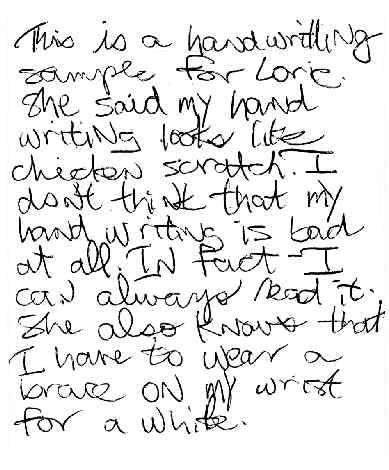 This is a handwritting
sample for Lorie.
She said my hand
writing looks like
chicken scratch. I
don't think that my
hand writing is bad
at all. IN fact I
can always read it.
She also knows that
I have to wear a
brace ON my wrist
for a while.